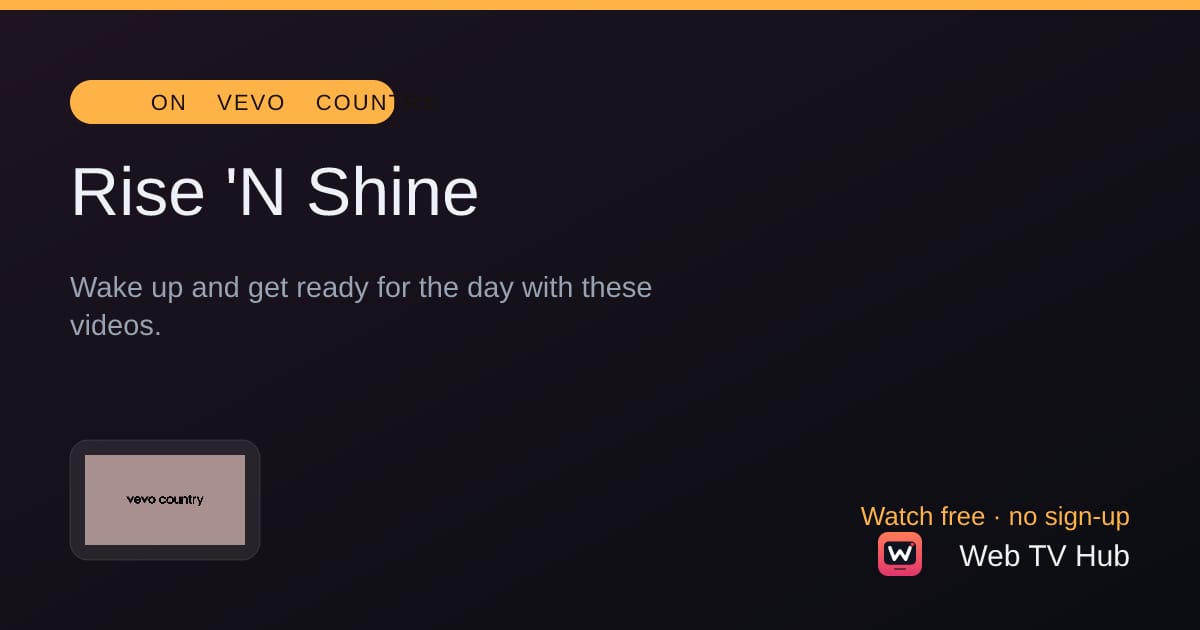 ON VEVO COUNTRY
Rise 'N Shine
Wake up and get ready for the day with these
videos.
vevo country
Watch free · no sign-up
W
Web TV Hub